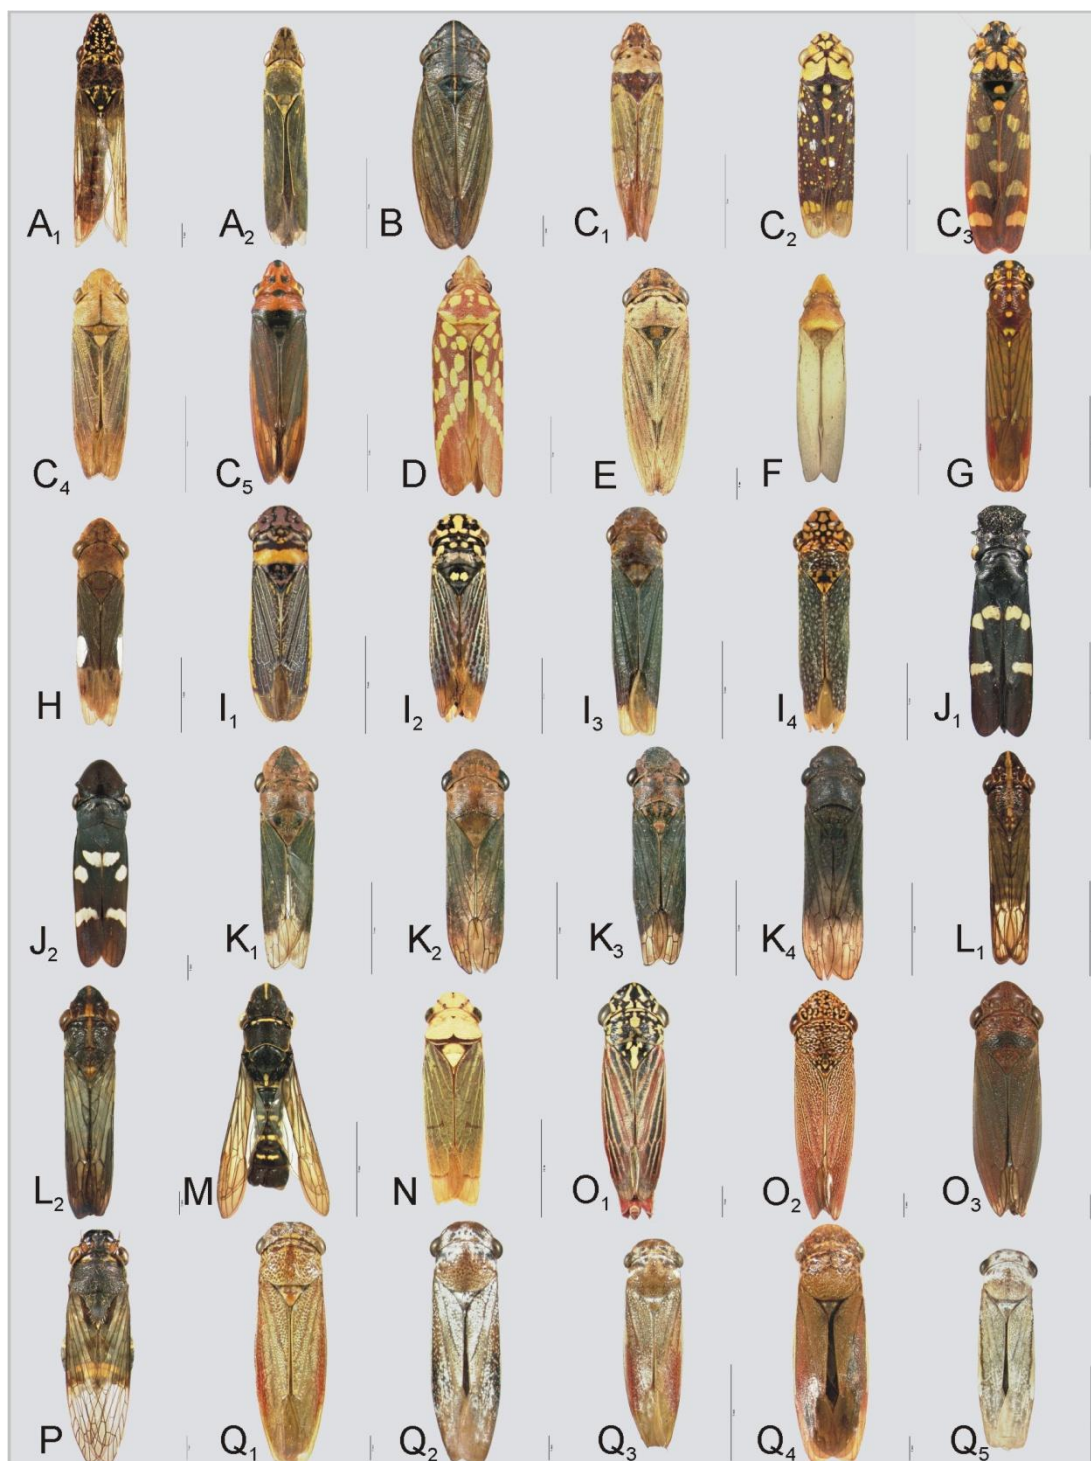 A1 A2 B C1 C2 C3
C4 C5 D E F G
H I1 I2 I3 I4 J1
J2 K1 K2 K3 K4 L1
L2 M N O1 O2 O3
P Q1 Q2 Q3 Q4 Q5